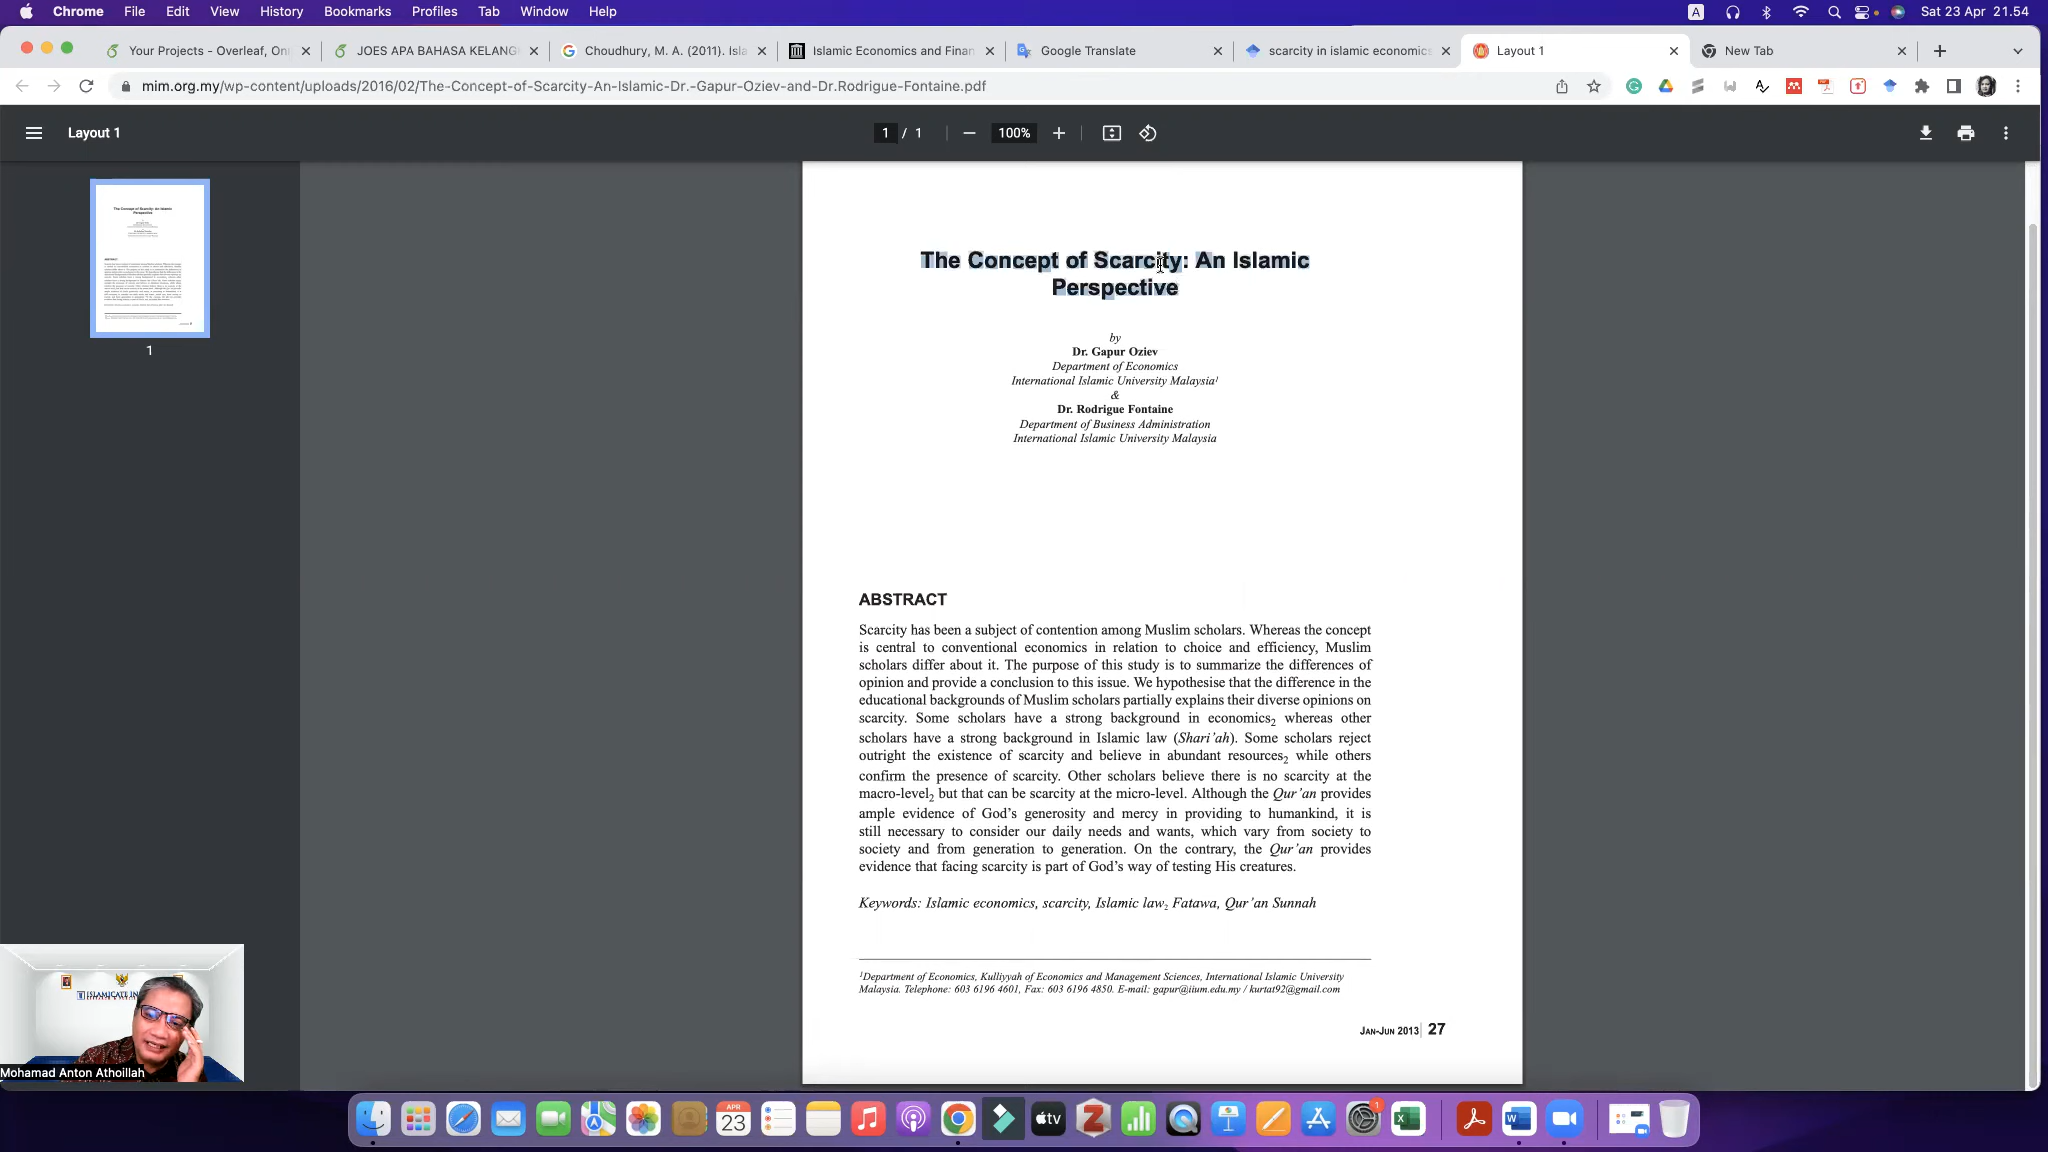 Chrome File Edit View History Bookmarks Profiles Tab Window Help
A Sat 23 Apr 21.54
Your Projects - Overleaf, Onl
JOES APA BAHASA KELANG
Choudhury, M. A. (2011). Isla
Islamic Economics and Finan
Google Translate
scarcity in islamic economics
Layout 1
New Tab
mim.org.my/wp-content/uploads/2016/02/The-Concept-of-Scarcity-An-Islamic-Dr.-Gapur-Oziev-and-Dr.Rodrigue-Fontaine.pdf
Layout 1
1 / 1
100%
1
The Concept of Scarcity: An Islamic
Perspective
by
Dr. Gapur Oziev
Department of Economics
International Islamic University Malaysia¹
&
Dr. Rodrigue Fontaine
Department of Business Administration
International Islamic University Malaysia
ABSTRACT
Scarcity has been a subject of contention among Muslim scholars. Whereas the concept
is central to conventional economics in relation to choice and efficiency, Muslim
scholars differ about it. The purpose of this study is to summarize the differences of
opinion and provide a conclusion to this issue. We hypothesise that the difference in the
educational backgrounds of Muslim scholars partially explains their diverse opinions on
scarcity. Some scholars have a strong background in economics₂ whereas other
scholars have a strong background in Islamic law (Shari'ah). Some scholars reject
outright the existence of scarcity and believe in abundant resources₂ while others
confirm the presence of scarcity. Other scholars believe there is no scarcity at the
macro-level₂ but that can be scarcity at the micro-level. Although the Qur'an provides
ample evidence of God's generosity and mercy in providing to humankind, it is
still necessary to consider our daily needs and wants, which vary from society to
society and from generation to generation. On the contrary, the Qur'an provides
evidence that facing scarcity is part of God's way of testing His creatures.
Keywords: Islamic economics, scarcity, Islamic law₂ Fatawa, Qur'an Sunnah
¹Department of Economics, Kulliyyah of Economics and Management Sciences, International Islamic University
Malaysia. Telephone: 603 6196 4601, Fax: 603 6196 4850. E-mail: gapur@iium.edu.my / kurtat92@gmail.com
JAN-JUN 2013 27
ISLAMICATE IN
Mohamad Anton Athoillah
APR
23
tv
1